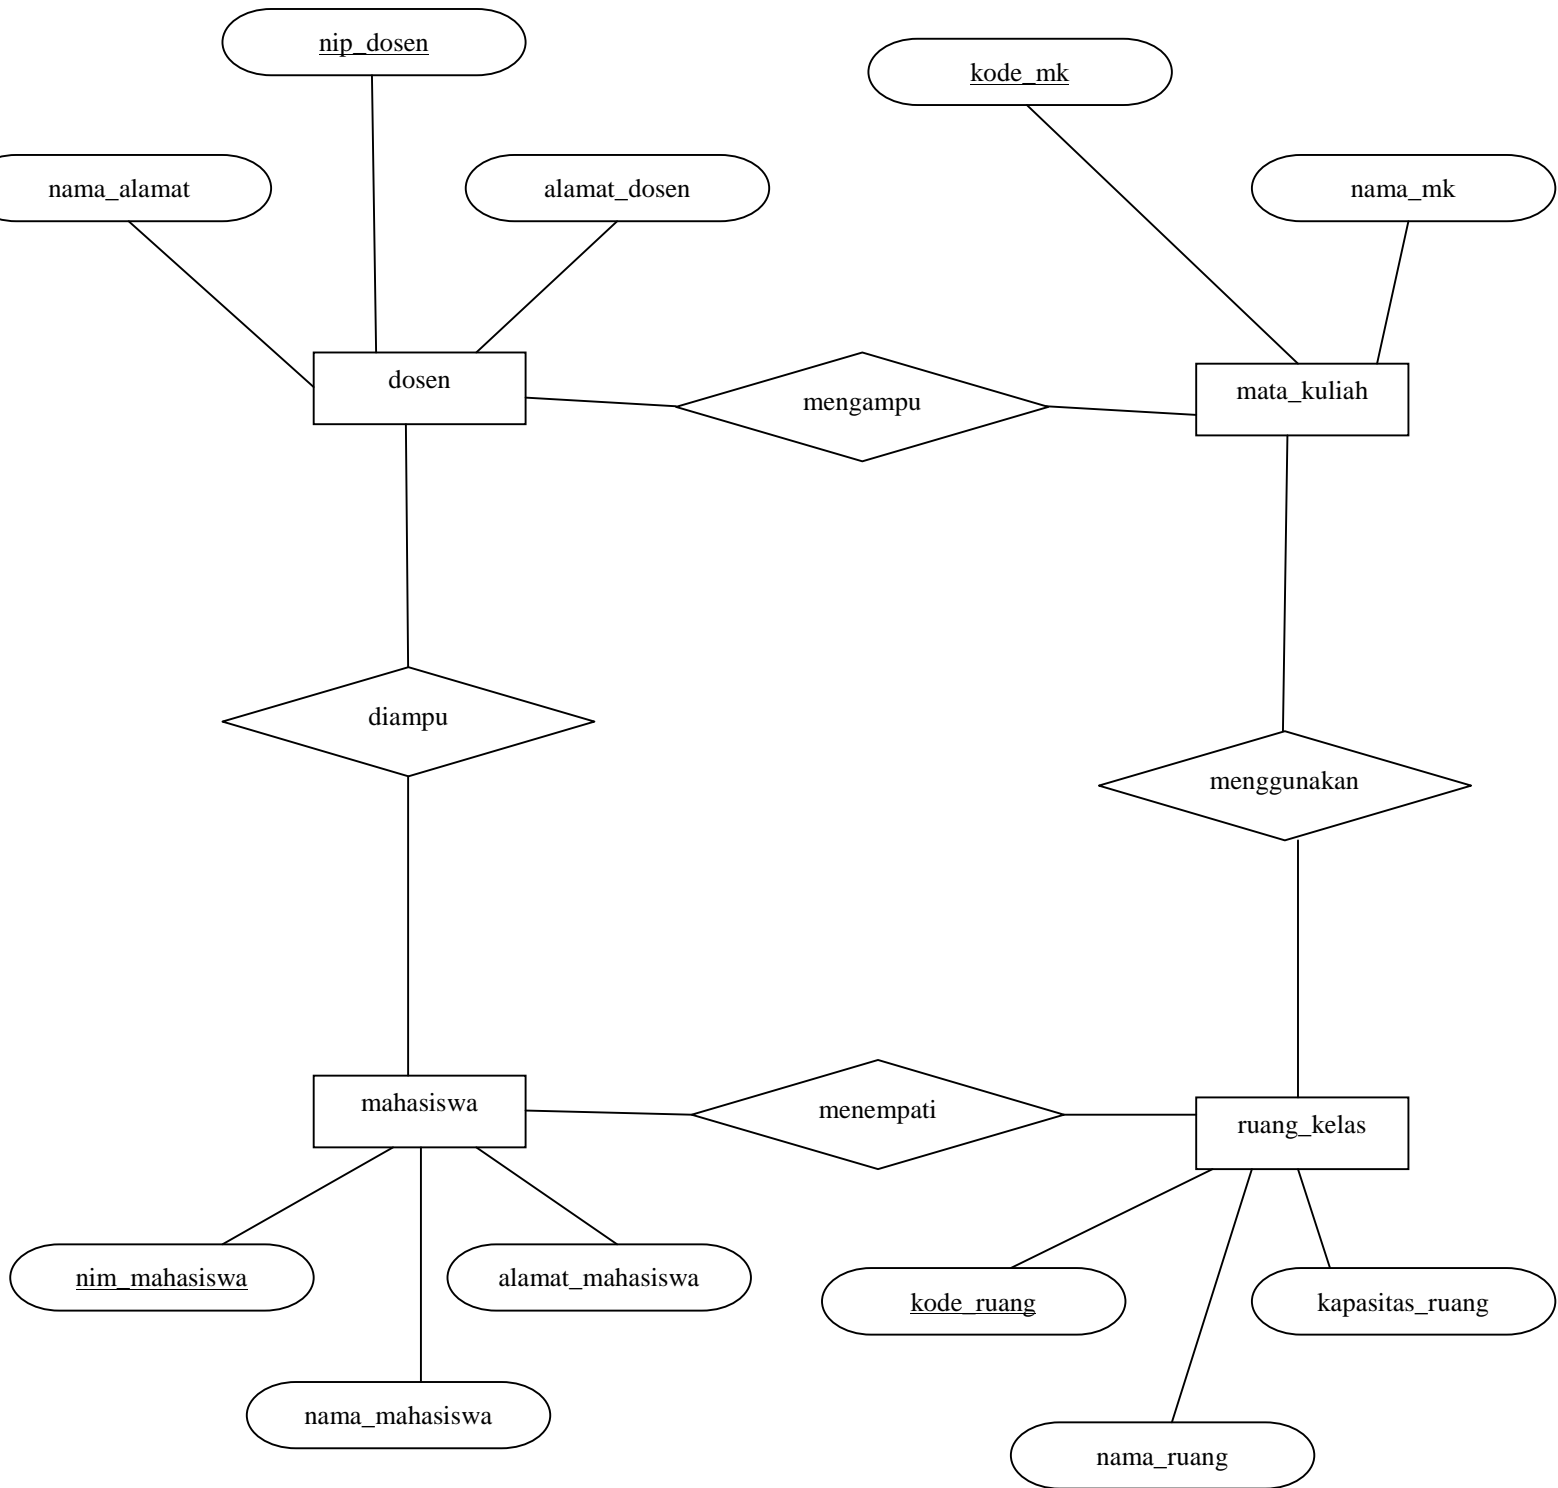 nip_dosen
kode_mk
nama_alamat
alamat_dosen
nama_mk
dosen
mengampu
mata_kuliah
diampu
menggunakan
mahasiswa
menempati
ruang_kelas
nim_mahasiswa
alamat_mahasiswa
kode_ruang
kapasitas_ruang
nama_mahasiswa
nama_ruang